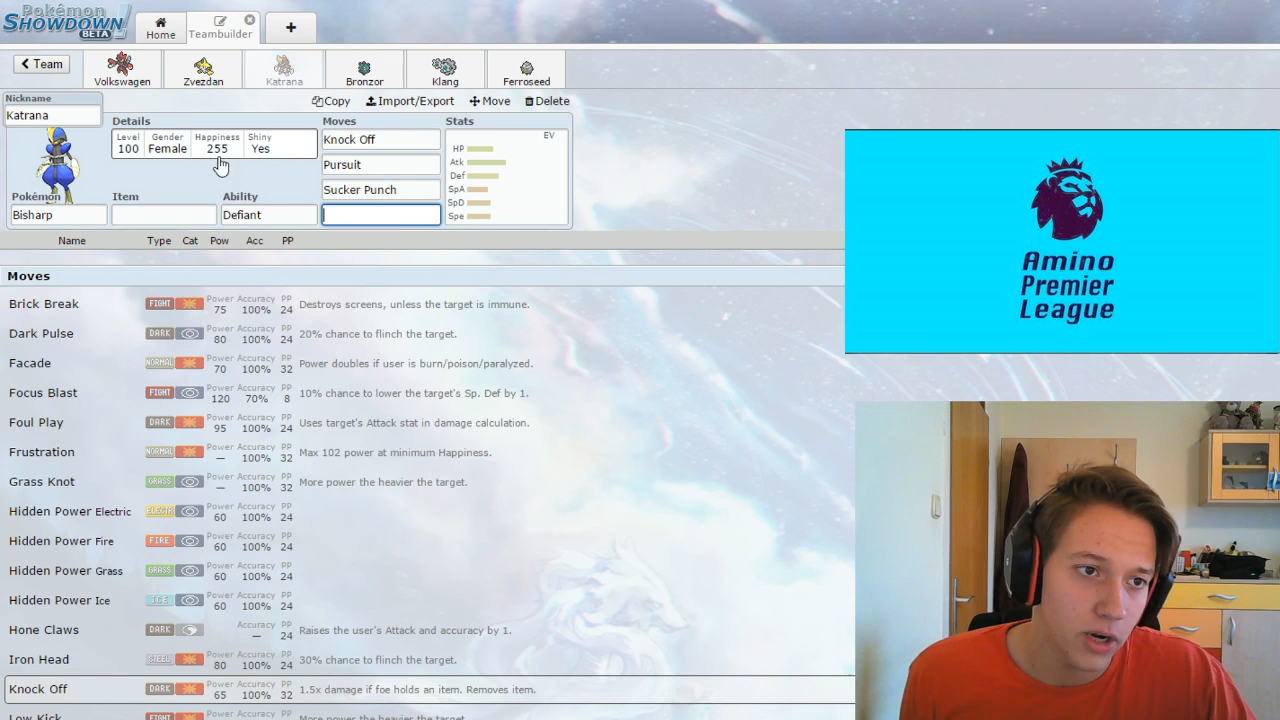 Pokémon
SHOWDOWN!
BETA
Home
Teambuilder
+
< Team
Volkswagen
Zvezdan
Katrana
Bronzor
Klang
Ferroseed
Nickname
Katrana
Copy
Import/Export
Move
Delete
Details
Level Gender Happiness Shiny
100 Female 255 Yes
Moves
Knock Off
Pursuit
Sucker Punch
Stats
EV
HP
Atk
Def
SpA
SpD
Spe
Pokémon Item Ability
Bisharp Defiant
Name Type Cat Pow Acc PP
Moves
Brick Break FIGHT Power 75 Accuracy 100% PP 24 Destroys screens, unless the target is immune.
Dark Pulse DARK Power 80 Accuracy 100% PP 24 20% chance to flinch the target.
Facade NORMAL Power 70 Accuracy 100% PP 32 Power doubles if user is burn/poison/paralyzed.
Focus Blast FIGHT Power 120 Accuracy 70% PP 8 10% chance to lower the target's Sp. Def by 1.
Foul Play DARK Power 95 Accuracy 100% PP 24 Uses target's Attack stat in damage calculation.
Frustration NORMAL Power — Accuracy 100% PP 32 Max 102 power at minimum Happiness.
Grass Knot GRASS Power — Accuracy 100% PP 32 More power the heavier the target.
Hidden Power Electric ELECTR Power 60 Accuracy 100% PP 24
Hidden Power Fire FIRE Power 60 Accuracy 100% PP 24
Hidden Power Grass GRASS Power 60 Accuracy 100% PP 24
Hidden Power Ice ICE Power 60 Accuracy 100% PP 24
Hone Claws DARK Accuracy — PP 24 Raises the user's Attack and accuracy by 1.
Iron Head STEEL Power 80 Accuracy 100% PP 24 30% chance to flinch the target.
Knock Off DARK Power 65 Accuracy 100% PP 32 1.5x damage if foe holds an item. Removes item.
Low Kick FIGHT Power Accuracy PP More power the heavier the target.
Amino
Premier
League